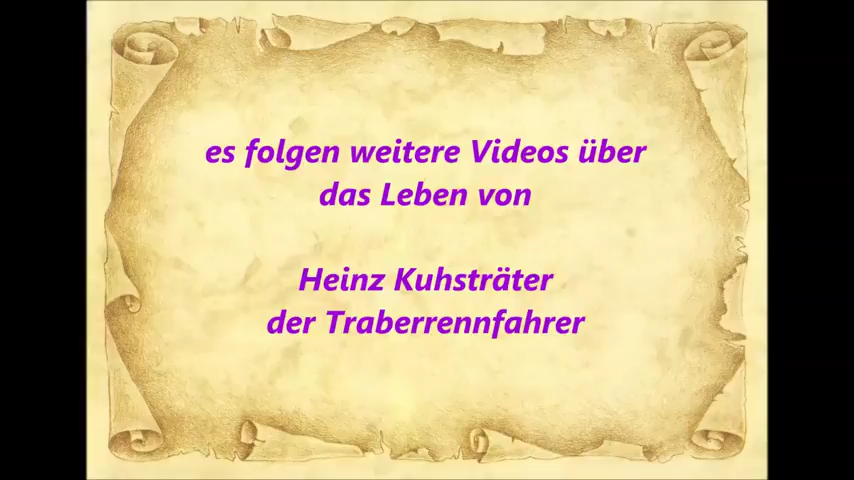 es folgen weitere Videos über
das Leben von
Heinz Kuhsträter
der Traberrennfahrer